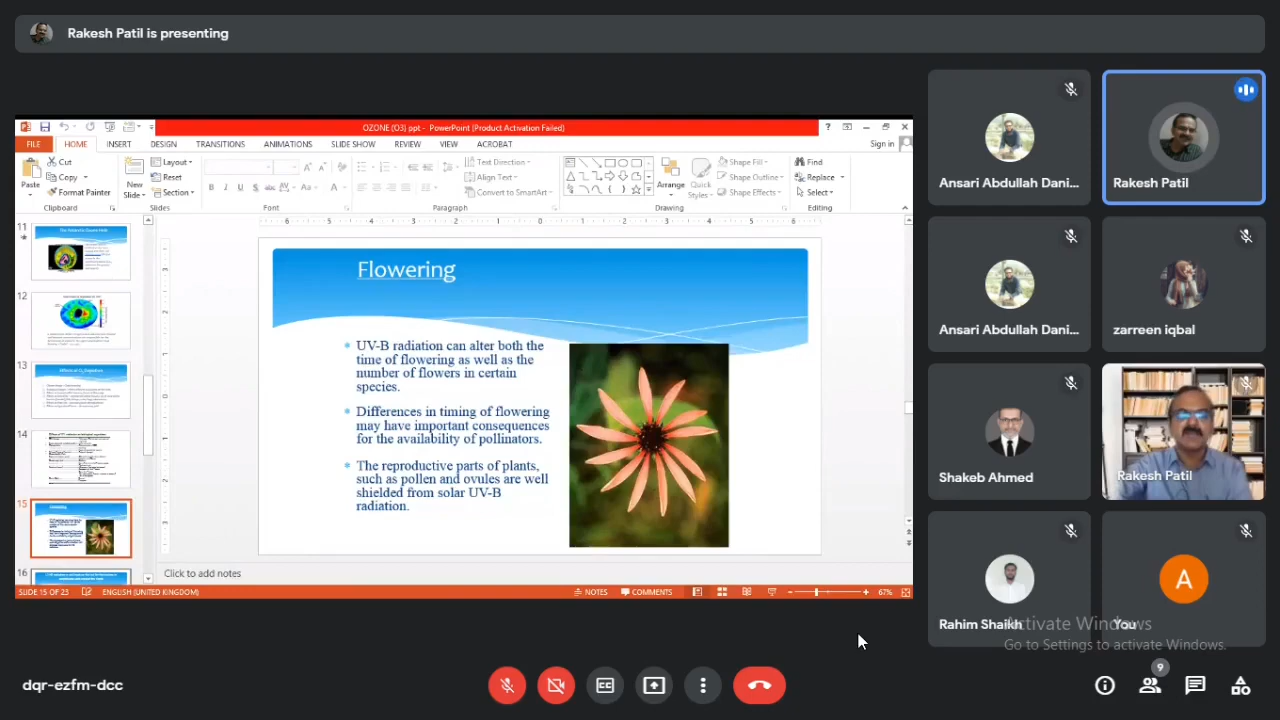 Rakesh Patil is presenting
OZONE (O3) ppt - PowerPoint (Product Activation Failed)
FILE HOME INSERT DESIGN TRANSITIONS ANIMATIONS SLIDE SHOW REVIEW VIEW ACROBAT Sign in
Paste
Cut
Copy
Format Painter
Clipboard
New
Slide
Layout
Reset
Section
Slides
Font
Text Direction
Align Text
Convert to SmartArt
Paragraph
Arrange
Quick
Styles
Shape Fill
Shape Outline
Shape Effects
Drawing
Find
Replace
Select
Editing
11
12
13
14
15
16
Flowering
UV-B radiation can alter both the
time of flowering as well as the
number of flowers in certain
species.
Differences in timing of flowering
may have important consequences
for the availability of pollinators.
The reproductive parts of plants,
such as pollen and ovules are well
shielded from solar UV-B
radiation.
Click to add notes
SLIDE 15 OF 23 ENGLISH (UNITED KINGDOM) NOTES COMMENTS 67%
Ansari Abdullah Dani...
Rakesh Patil
Ansari Abdullah Dani...
zarreen iqbal
Shakeb Ahmed
Rakesh Patil
Rahim Shaikh
A
You
Activate Windows
Go to Settings to activate Windows.
dqr-ezfm-dcc
9